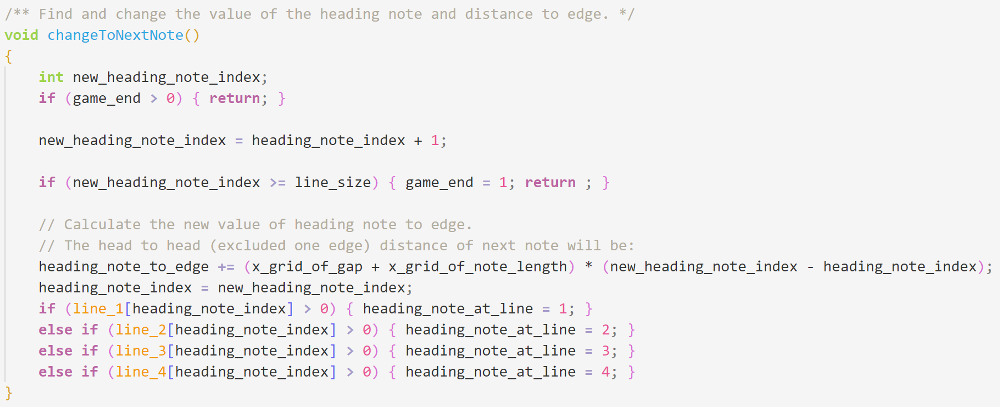 /** Find and change the value of the heading note and distance to edge. */
void changeToNextNote()
{
    int new_heading_note_index;
    if (game_end > 0) { return; }

    new_heading_note_index = heading_note_index + 1;

    if (new_heading_note_index >= line_size) { game_end = 1; return ; }

    // Calculate the new value of heading note to edge.
    // The head to head (excluded one edge) distance of next note will be:
    heading_note_to_edge += (x_grid_of_gap + x_grid_of_note_length) * (new_heading_note_index - heading_note_index);
    heading_note_index = new_heading_note_index;
    if (line_1[heading_note_index] > 0) { heading_note_at_line = 1; }
    else if (line_2[heading_note_index] > 0) { heading_note_at_line = 2; }
    else if (line_3[heading_note_index] > 0) { heading_note_at_line = 3; }
    else if (line_4[heading_note_index] > 0) { heading_note_at_line = 4; }
}